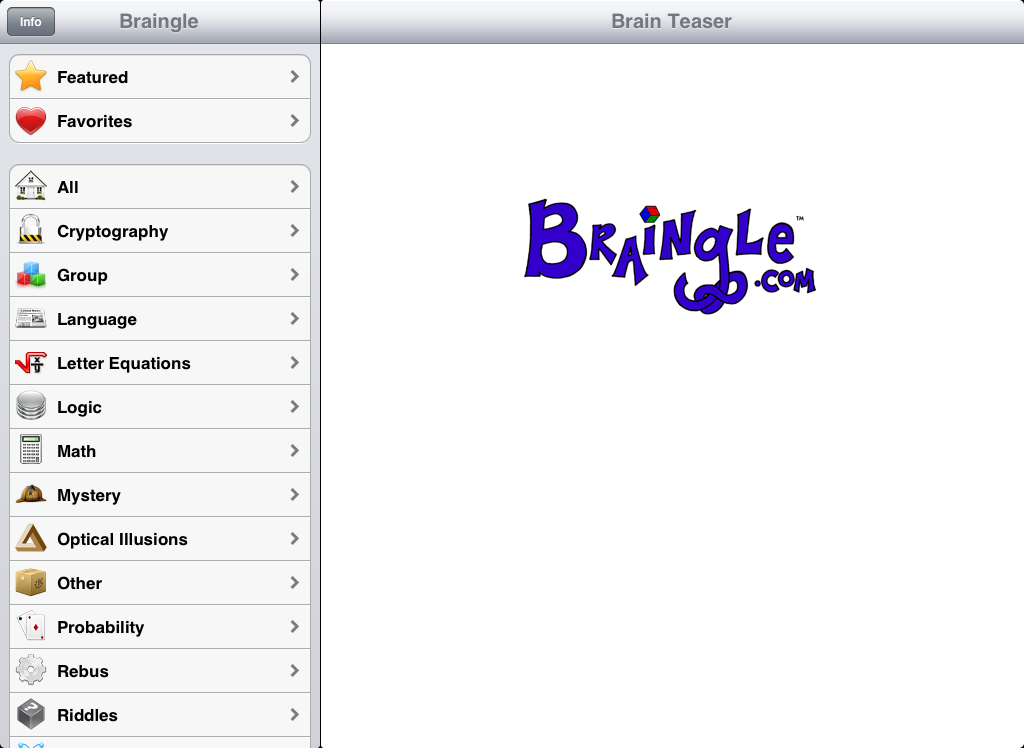 Info
Braingle
Brain Teaser
Featured
Favorites
All
Cryptography
Group
Language
Letter Equations
Logic
Math
Mystery
Optical Illusions
Other
Probability
Rebus
Riddles
Braingle™
.com